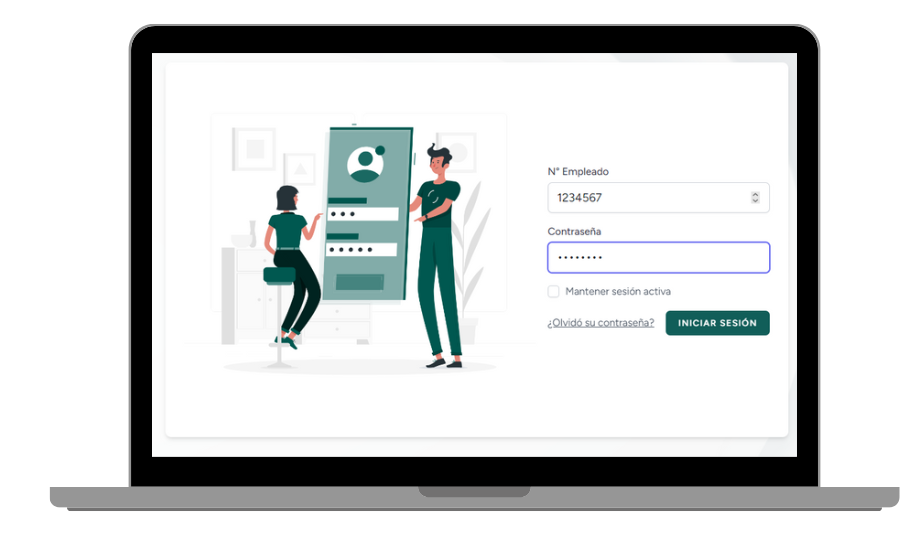 N° Empleado
1234567
Contraseña
Mantener sesión activa
¿Olvidó su contraseña? INICIAR SESIÓN